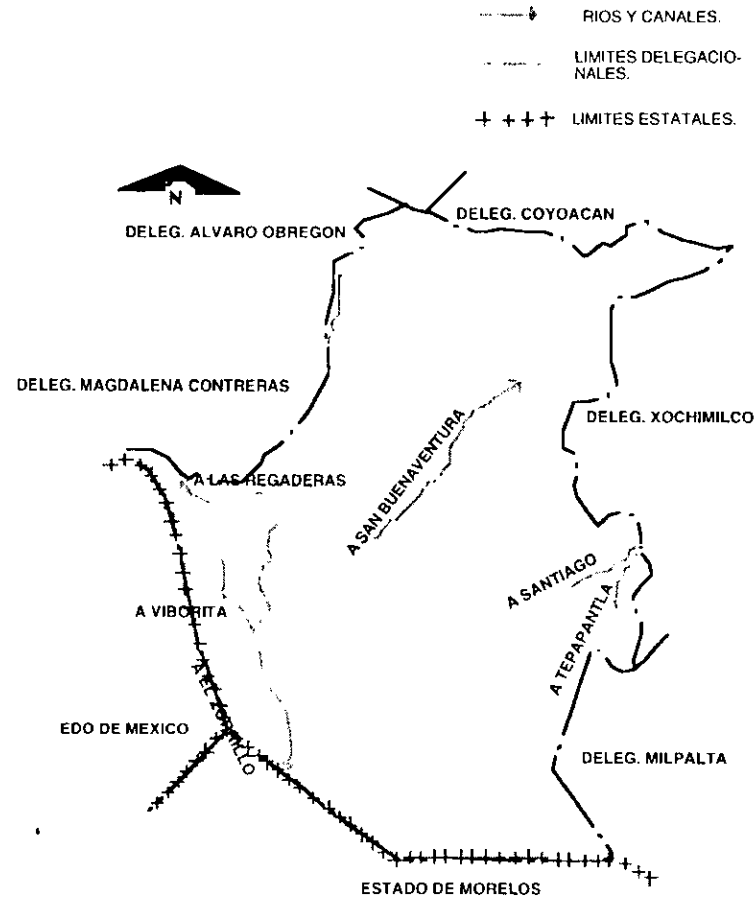 RIOS Y CANALES.
LIMITES DELEGACIO-
NALES.
LIMITES ESTATALES.
N
DELEG. COYOACAN
DELEG. ALVARO OBREGON
DELEG. MAGDALENA CONTRERAS
DELEG. XOCHIMILCO
A LAS REGADERAS
A SAN BUENAVENTURA
A SANTIAGO
A TEPAPANTLA
A VIBORITA
A EL ZORRILLO
EDO DE MEXICO
DELEG. MILPALTA
ESTADO DE MORELOS